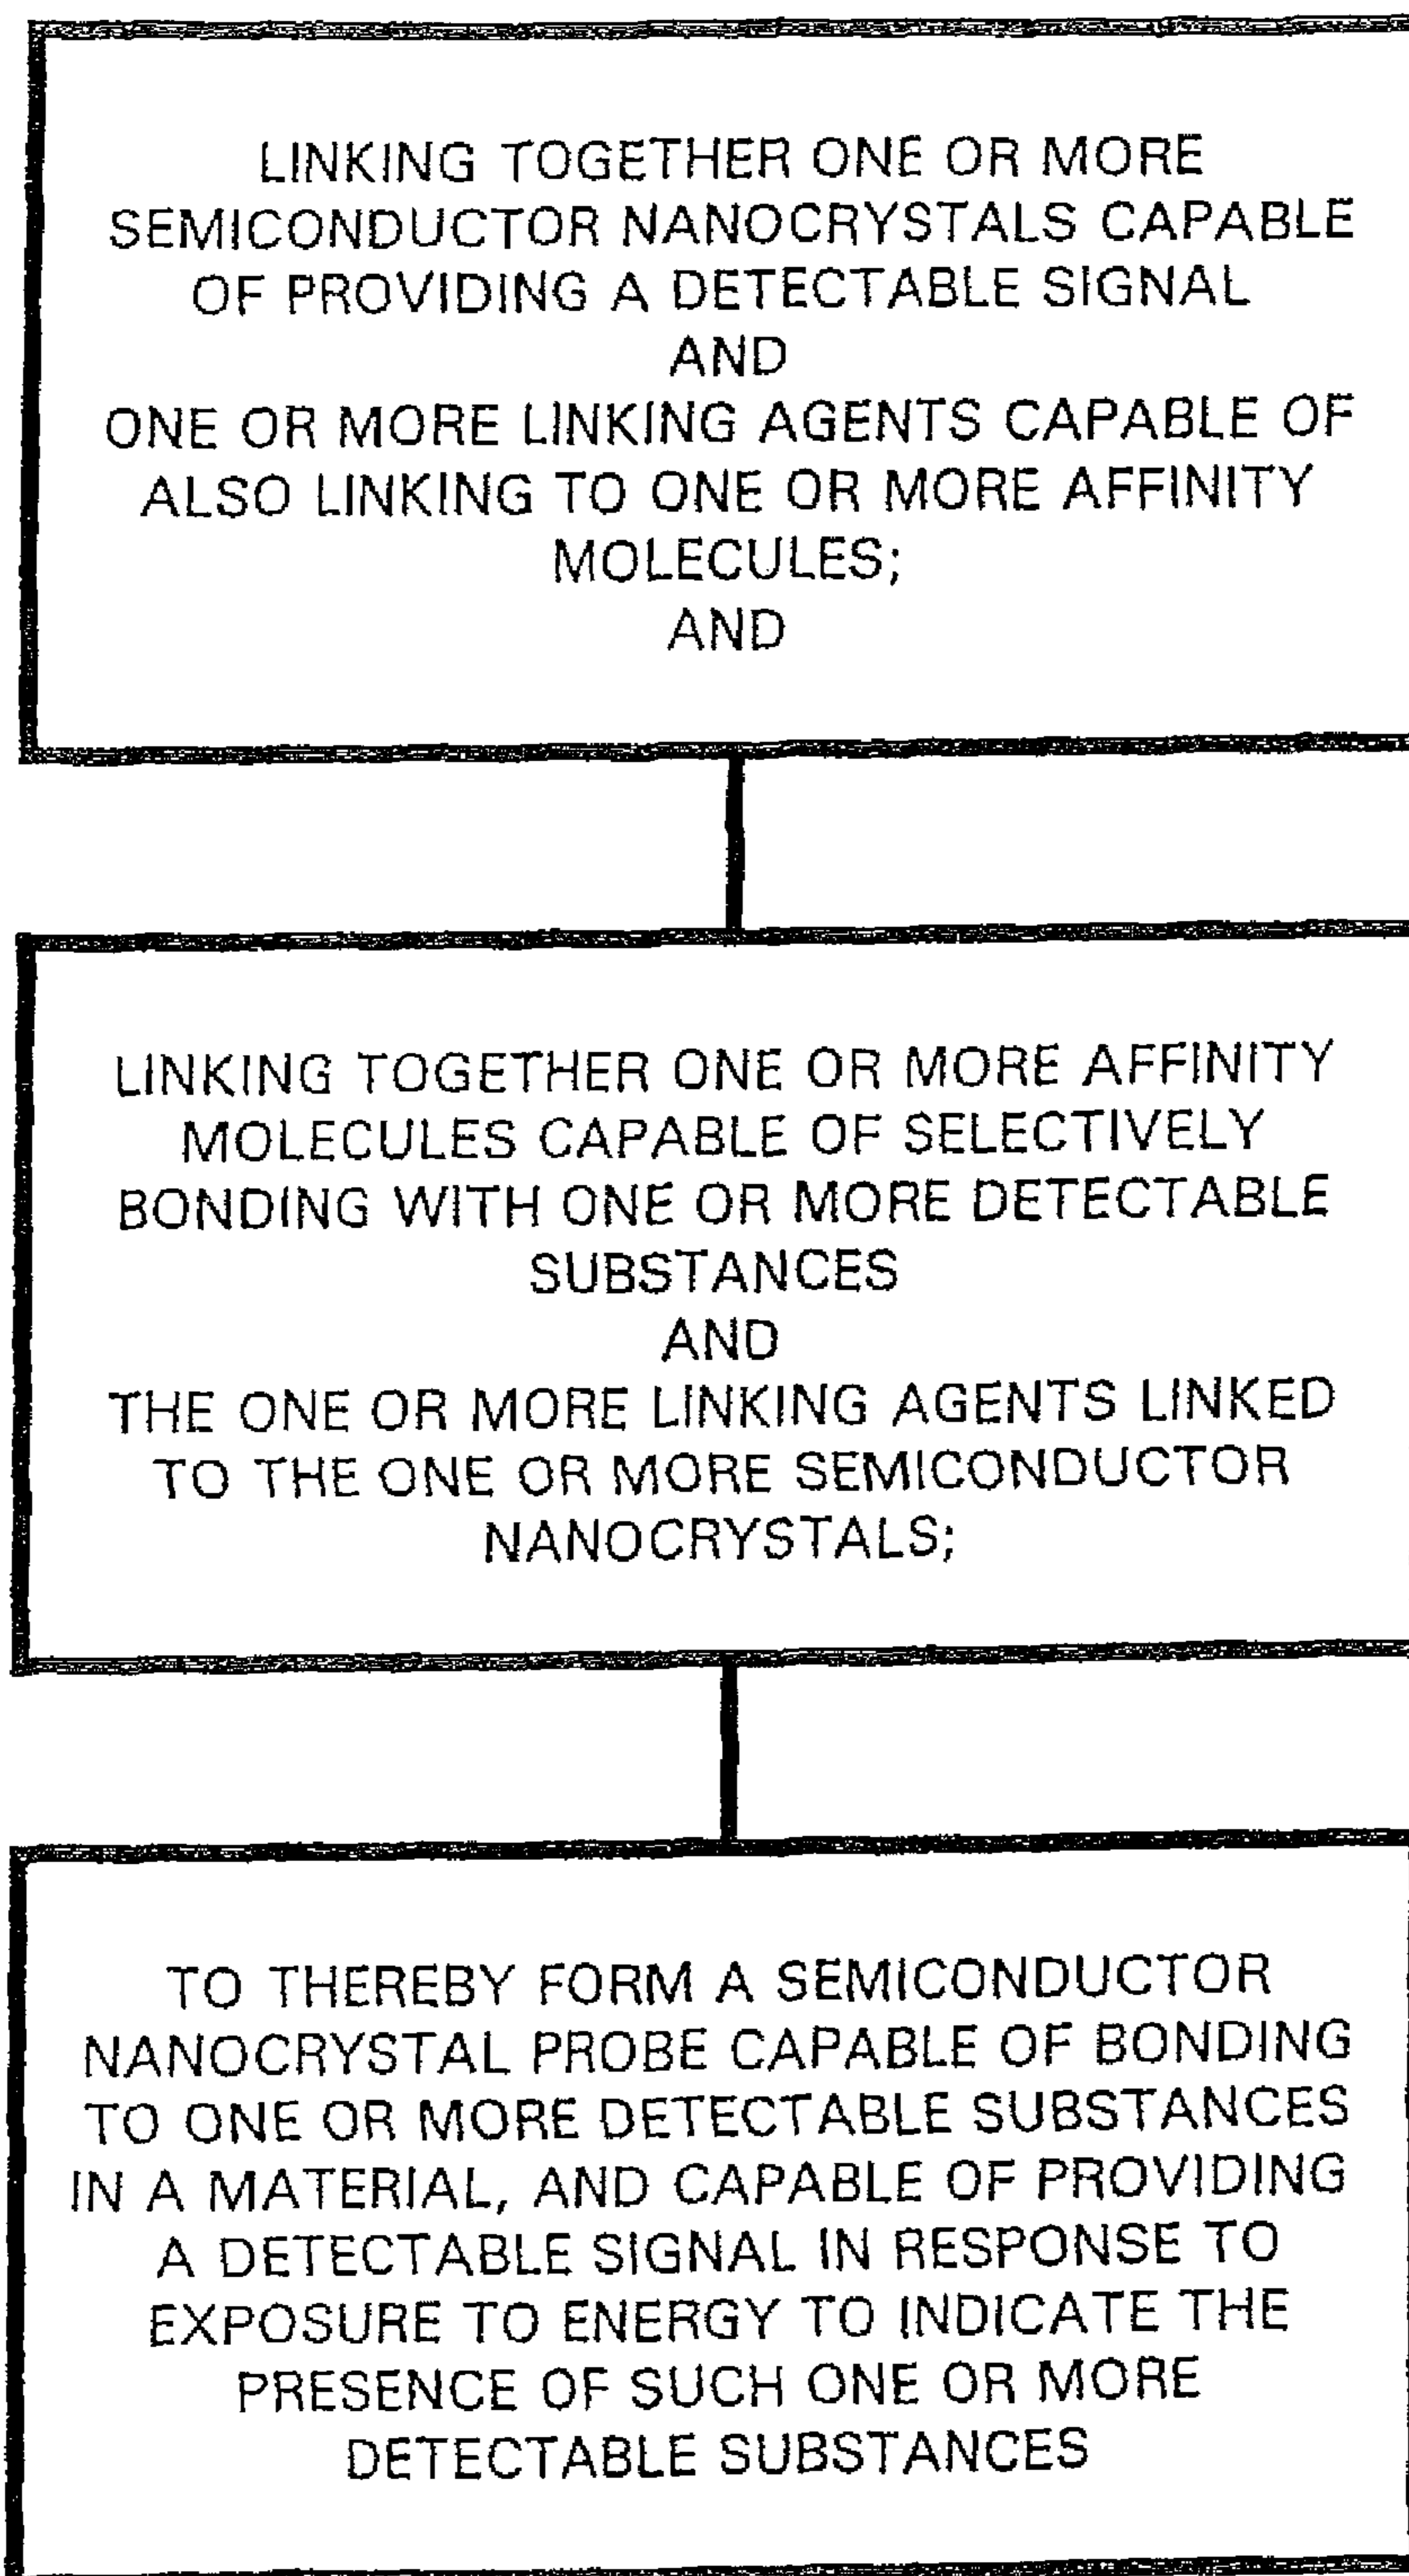 LINKING TOGETHER ONE OR MORE
SEMICONDUCTOR NANOCRYSTALS CAPABLE
OF PROVIDING A DETECTABLE SIGNAL
AND
ONE OR MORE LINKING AGENTS CAPABLE OF
ALSO LINKING TO ONE OR MORE AFFINITY
MOLECULES;
AND
LINKING TOGETHER ONE OR MORE AFFINITY
MOLECULES CAPABLE OF SELECTIVELY
BONDING WITH ONE OR MORE DETECTABLE
SUBSTANCES
AND
THE ONE OR MORE LINKING AGENTS LINKED
TO THE ONE OR MORE SEMICONDUCTOR
NANOCRYSTALS;
TO THEREBY FORM A SEMICONDUCTOR
NANOCRYSTAL PROBE CAPABLE OF BONDING
TO ONE OR MORE DETECTABLE SUBSTANCES
IN A MATERIAL, AND CAPABLE OF PROVIDING
A DETECTABLE SIGNAL IN RESPONSE TO
EXPOSURE TO ENERGY TO INDICATE THE
PRESENCE OF SUCH ONE OR MORE
DETECTABLE SUBSTANCES